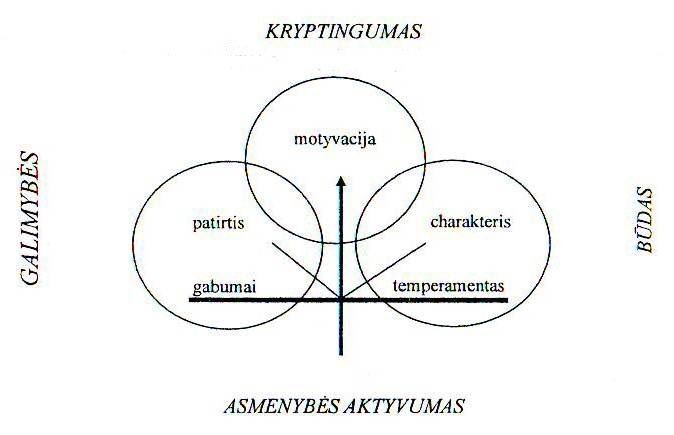 KRYPTINGUMAS
motyvacija
GALIMYBĖS
patirtis
charakteris
BŪDAS
gabumai
temperamentas
ASMENYBĖS AKTYVUMAS